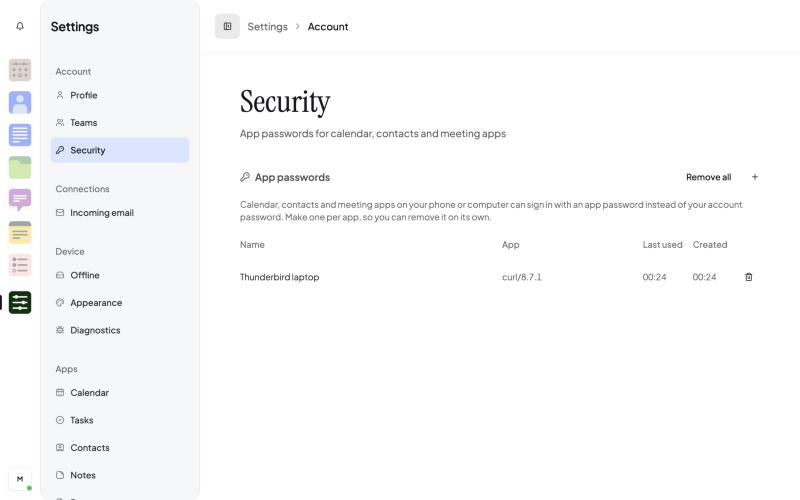 Settings
Settings > Account
Account
Profile
Teams
Security
Connections
Incoming email
Device
Offline
Appearance
Diagnostics
Apps
Calendar
Tasks
Contacts
Notes
M
Security
App passwords for calendar, contacts and meeting apps
App passwords
Remove all
Calendar, contacts and meeting apps on your phone or computer can sign in with an app password instead of your account
password. Make one per app, so you can remove it on its own.
Name App Last used Created
Thunderbird laptop curl/8.7.1 00:24 00:24